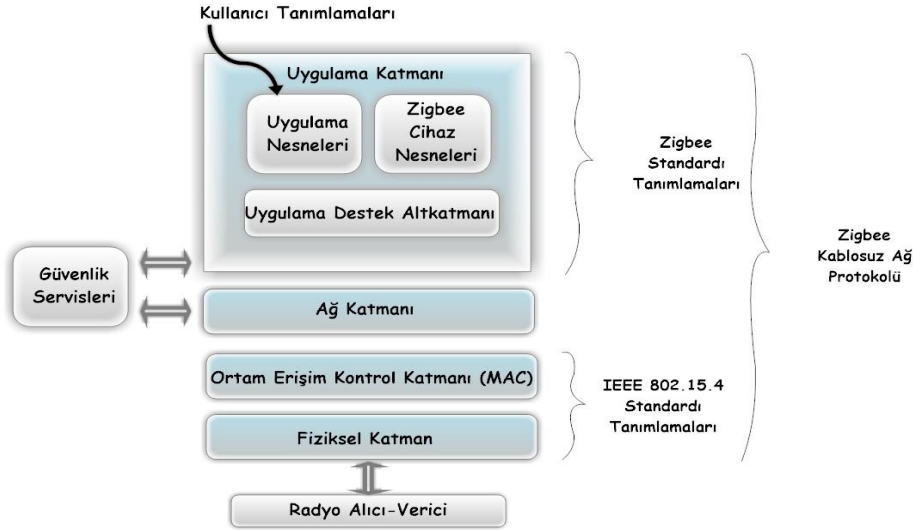 Kullanıcı Tanımlamaları
Uygulama Katmanı
Uygulama
Nesneleri
Zigbee
Cihaz
Nesneleri
Uygulama Destek Altkatmanı
Zigbee
Standardı
Tanımlamaları
Zigbee
Kablosuz Ağ
Protokolü
Güvenlik
Servisleri
Ağ Katmanı
Ortam Erişim Kontrol Katmanı (MAC)
Fiziksel Katman
IEEE 802.15.4
Standardı
Tanımlamaları
Radyo Alıcı-Verici